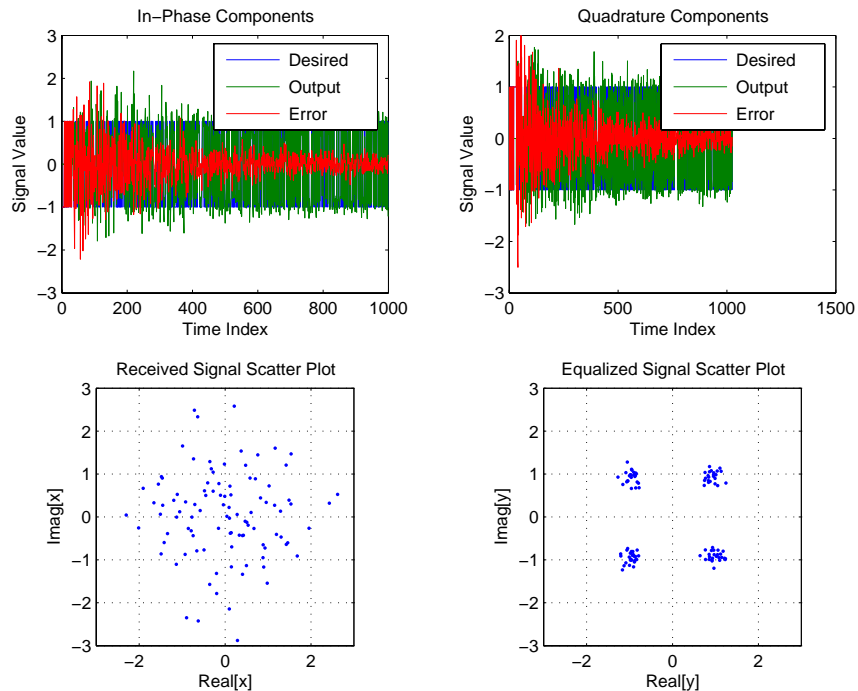 In−Phase Components
3
2
1
0
−1
−2
−3
Signal Value
Desired
Output
Error
0
200
400
600
800
1000
Time Index
Quadrature Components
2
1
0
−1
2
−3
Signal Value
Desired
Output
Error
0
500
1000
1500
Time Index
Received Signal Scatter Plot
3
2
1
0
−1
−2
−3
Imag[x]
−2
0
2
Real[x]
Equalized Signal Scatter Plot
3
2
1
0
−1
−2
−3
Imag[y]
−2
0
2
Real[y]